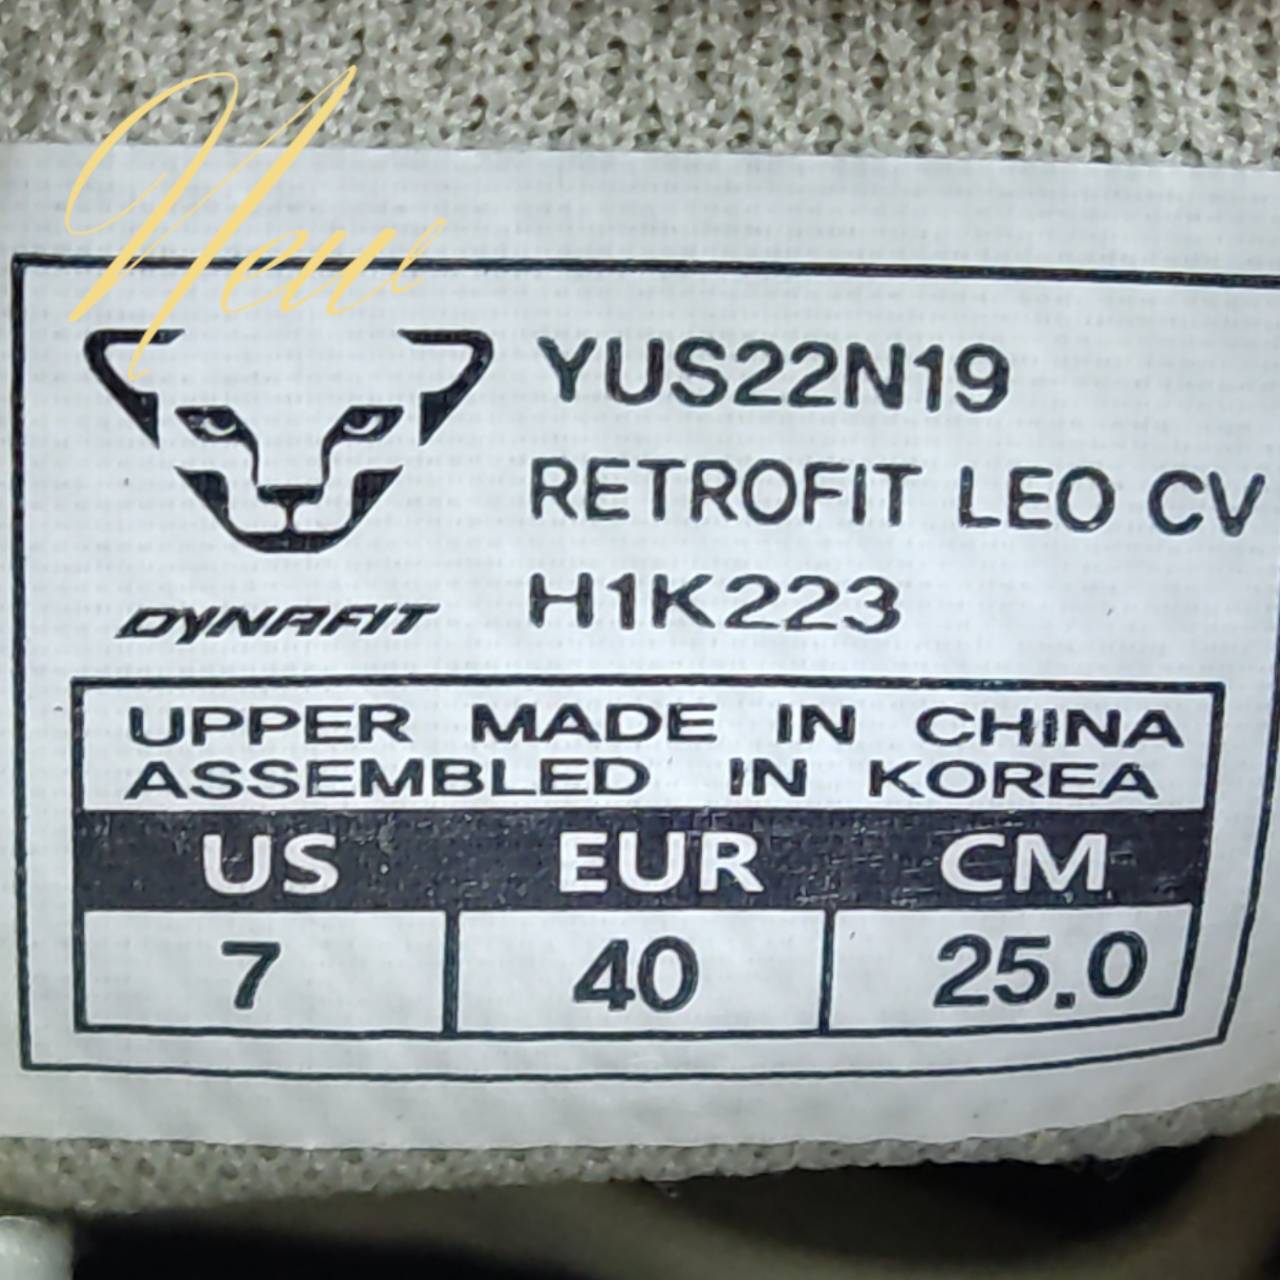 New
YUS22N19
RETROFIT LEO CV
H1K223
DYNAFIT
UPPER MADE IN CHINA
ASSEMBLED IN KOREA
US EUR CM
7 40 25.0